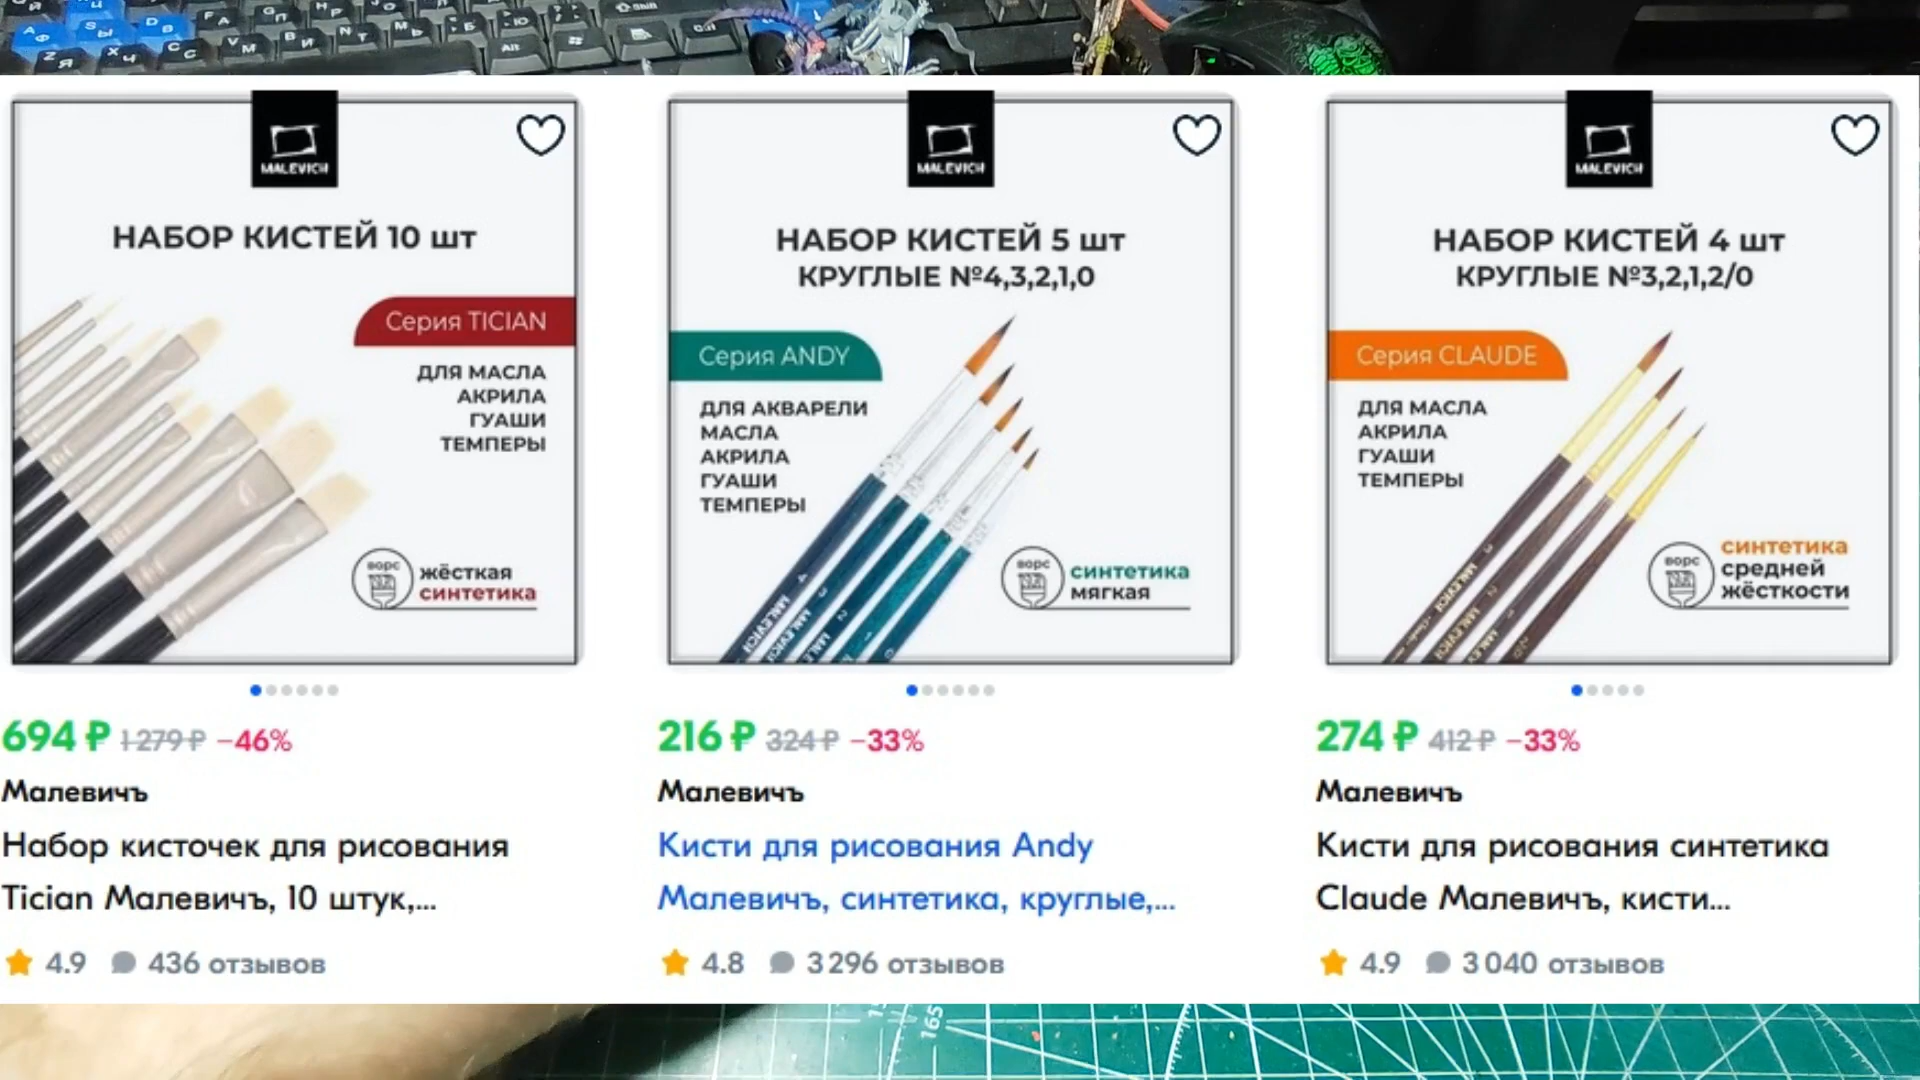 MALEVICH
НАБОР КИСТЕЙ 10 шт
Серия TICIAN
ДЛЯ МАСЛА
АКРИЛА
ГУАШИ
ТЕМПЕРЫ
ворс
жёсткая
синтетика
694 ₽ 1 279 ₽ –46%
Малевичъ
Набор кисточек для рисования
Tician Малевичъ, 10 штук,...
4.9 436 отзывов
MALEVICH
НАБОР КИСТЕЙ 5 шт
КРУГЛЫЕ №4,3,2,1,0
Серия ANDY
ДЛЯ АКВАРЕЛИ
МАСЛА
АКРИЛА
ГУАШИ
ТЕМПЕРЫ
ворс
синтетика
мягкая
216 ₽ 324 ₽ –33%
Малевичъ
Кисти для рисования Andy
Малевичъ, синтетика, круглые,...
4.8 3 296 отзывов
MALEVICH
НАБОР КИСТЕЙ 4 шт
КРУГЛЫЕ №3,2,1,2/0
Серия CLAUDE
ДЛЯ МАСЛА
АКРИЛА
ГУАШИ
ТЕМПЕРЫ
ворс
синтетика
средней
жёсткости
274 ₽ 412 ₽ –33%
Малевичъ
Кисти для рисования синтетика
Claude Малевичъ, кисти...
4.9 3 040 отзывов
165